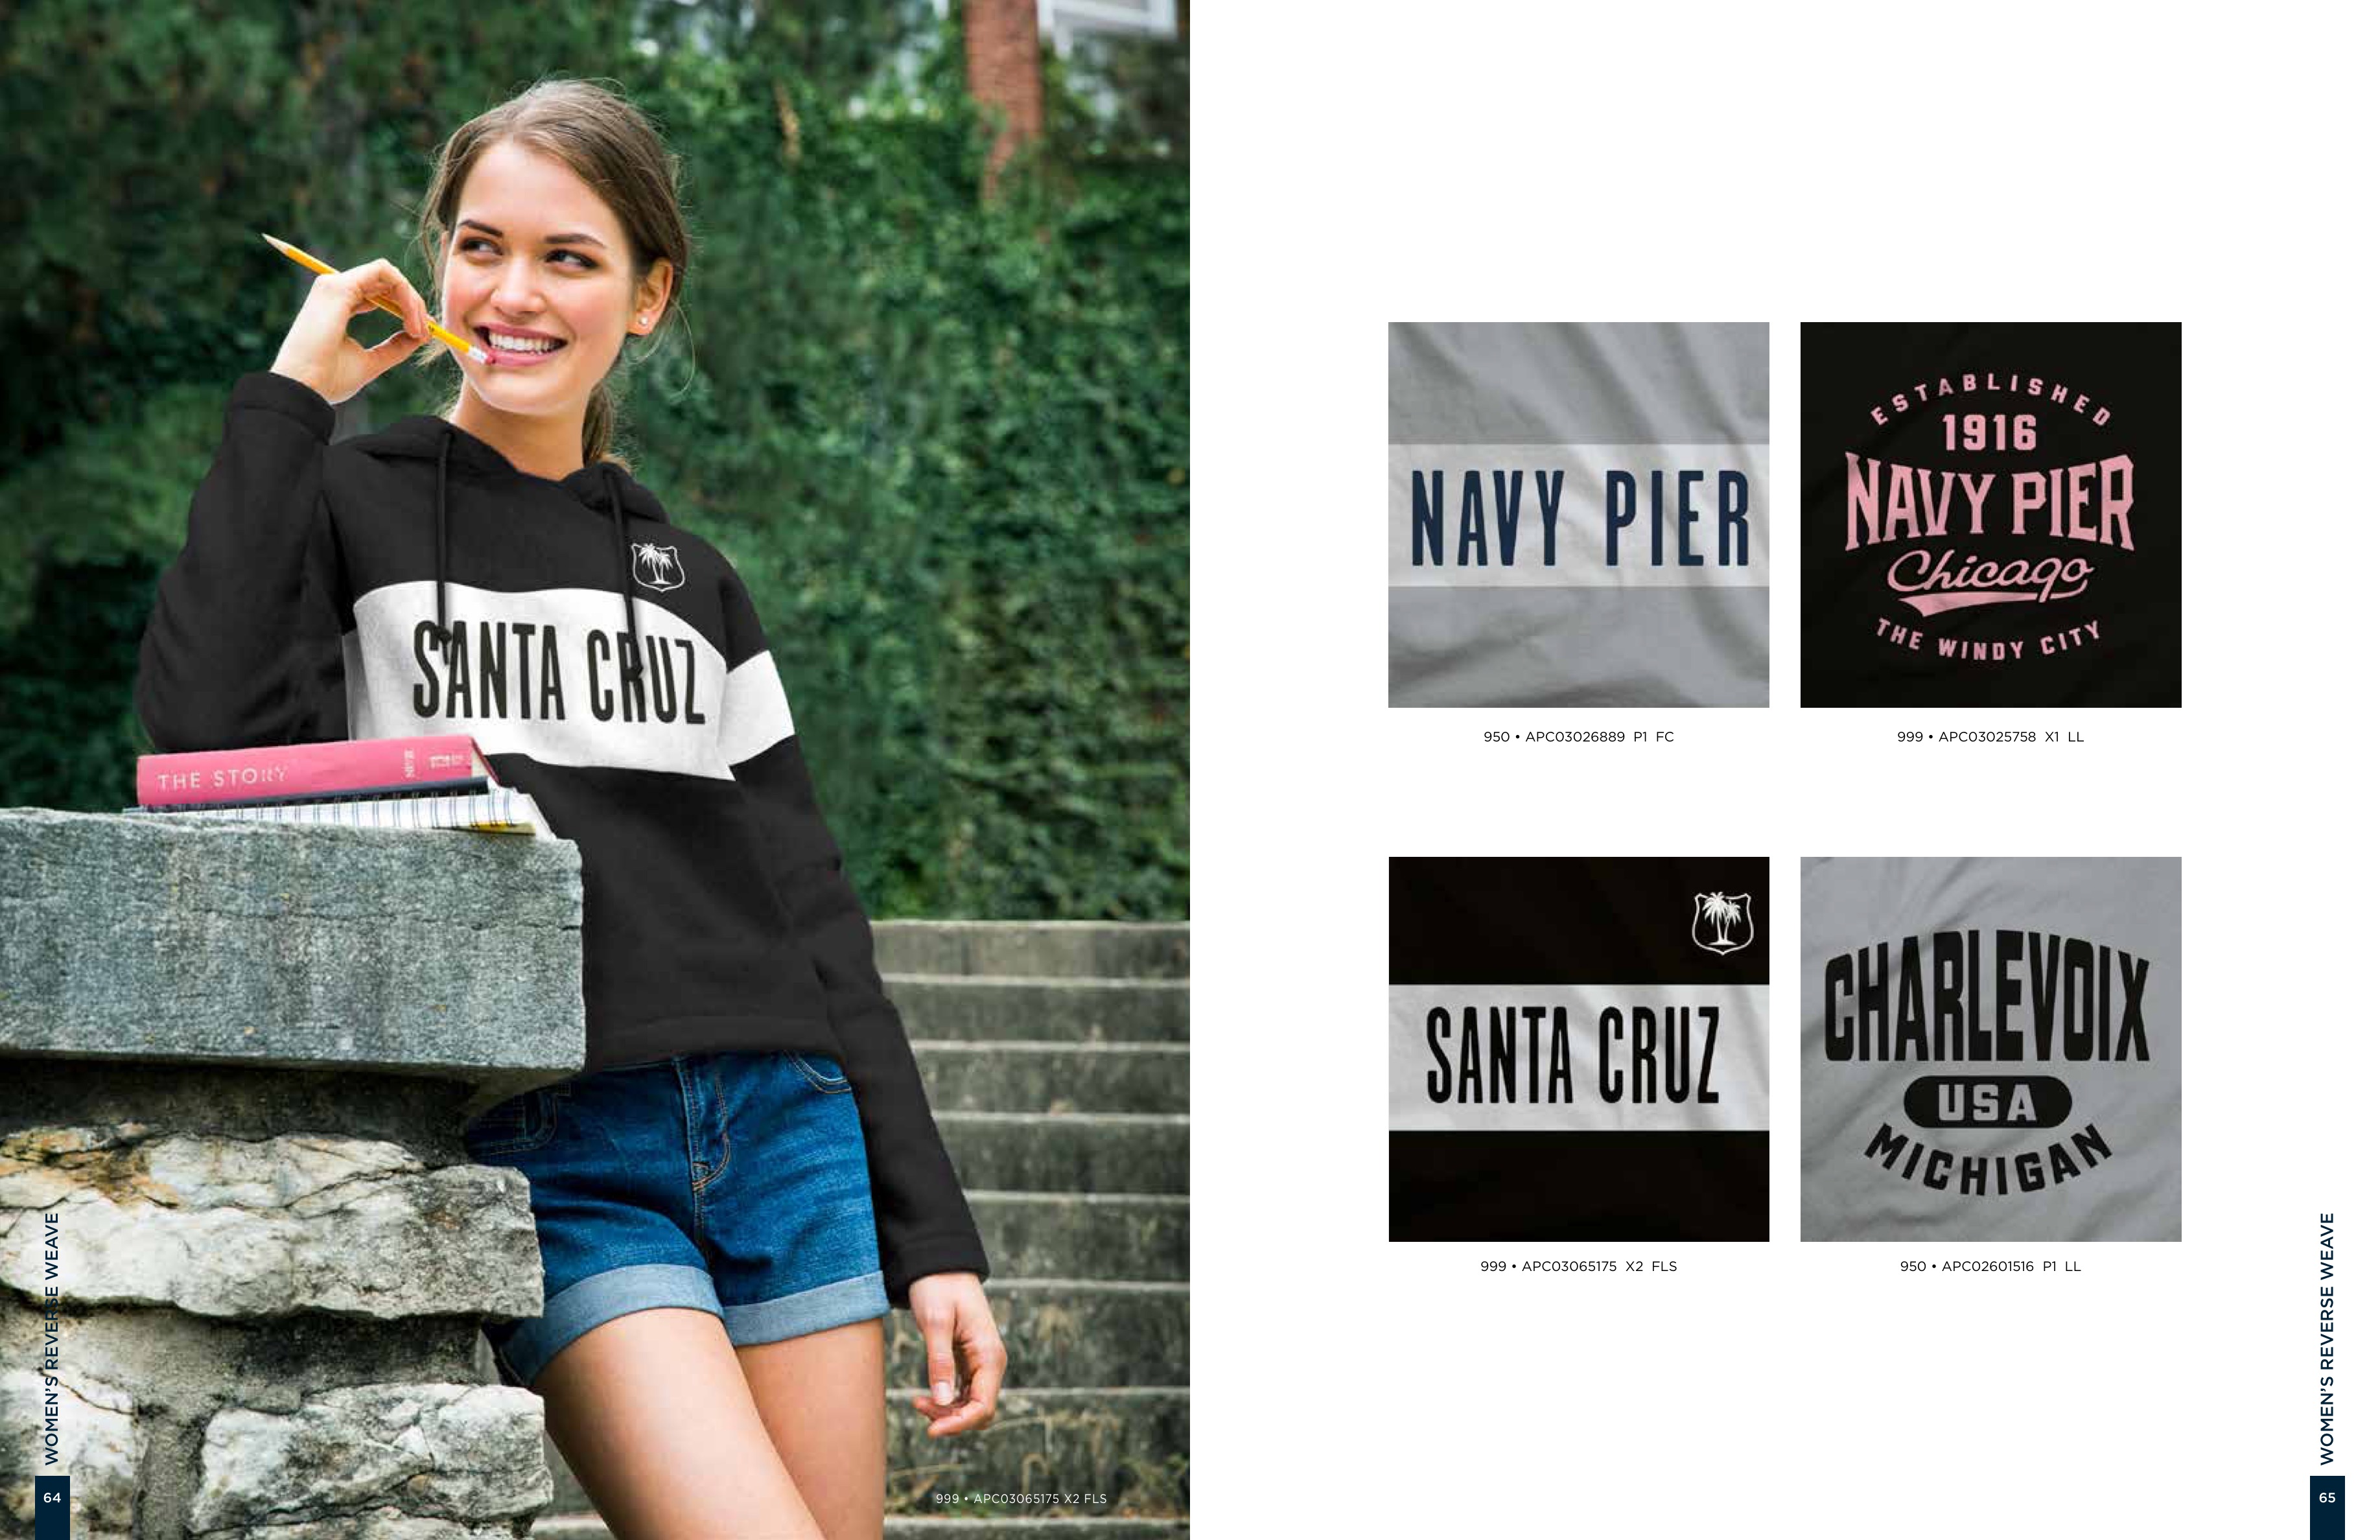 SANTA CRUZ
THE STORY
WOMEN'S REVERSE WEAVE
64
999 • APC03065175 X2 FLS
NAVY PIER
950 • APC03026889 P1 FC
ESTABLISHED
1916
NAVY PIER
Chicago
THE WINDY CITY
999 • APC03025758 X1 LL
SANTA CRUZ
999 • APC03065175 X2 FLS
CHARLEVOIX
USA
MICHIGAN
950 • APC02601516 P1 LL
WOMEN'S REVERSE WEAVE
65